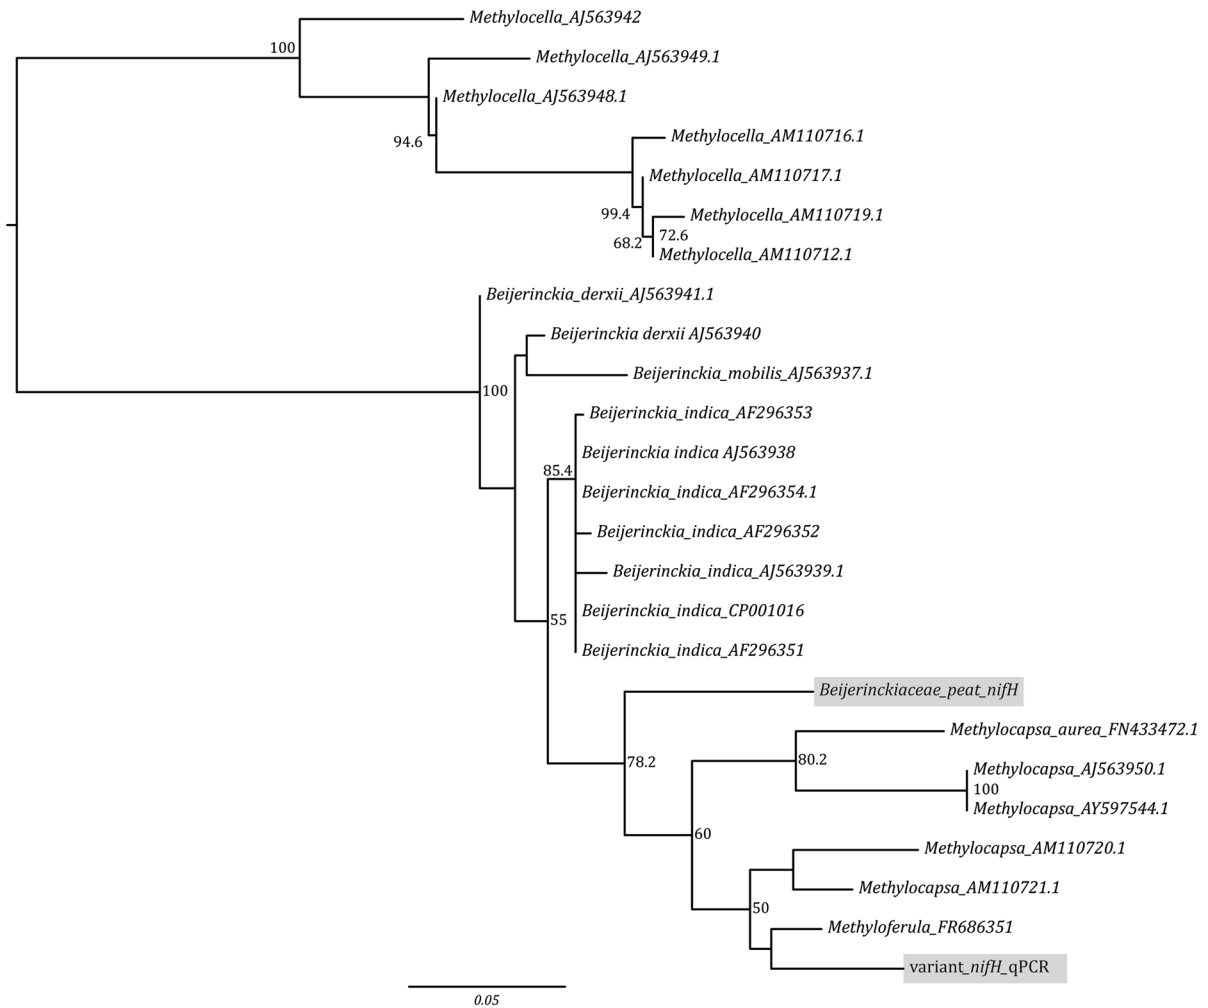 Methylocella_AJ563942
100
Methylocella_AJ563949.1
Methylocella_AJ563948.1
94.6
Methylocella_AM110716.1
Methylocella_AM110717.1
99.4
Methylocella_AM110719.1
68.2
72.6
Methylocella_AM110712.1
Beijerinckia_derxii_AJ563941.1
Beijerinckia derxii AJ563940
Beijerinckia_mobilis_AJ563937.1
100
Beijerinckia_indica_AF296353
Beijerinckia indica AJ563938
85.4
Beijerinckia_indica_AF296354.1
Beijerinckia_indica_AF296352
Beijerinckia_indica_AJ563939.1
Beijerinckia_indica_CP001016
55
Beijerinckia_indica_AF296351
Beijerinckiaceae_peat_nifH
Methylocapsa_aurea_FN433472.1
78.2
80.2
Methylocapsa_AJ563950.1
100
Methylocapsa_AY597544.1
60
Methylocapsa_AM110720.1
Methylocapsa_AM110721.1
50
Methyloferula_FR686351
variant_nifH_qPCR
0.05